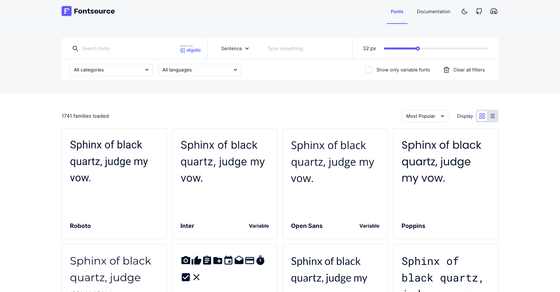 Fontsource
Fonts
Documentation
Search fonts
algolia
Sentence
Type something
32 px
All categories
All languages
Show only variable fonts
Clear all filters
1741 families loaded
Most Popular
Display
Sphinx of black
quartz, judge my
vow.
Roboto
Sphinx of black
quartz, judge my
vow.
Inter
Variable
Sphinx of black
quartz, judge my
vow.
Open Sans
Variable
Sphinx of black
quartz, judge
my vow.
Poppins
Sphinx of black
quartz, judge
Sphinx of black
quartz, judge my
Sphinx of
black quartz,